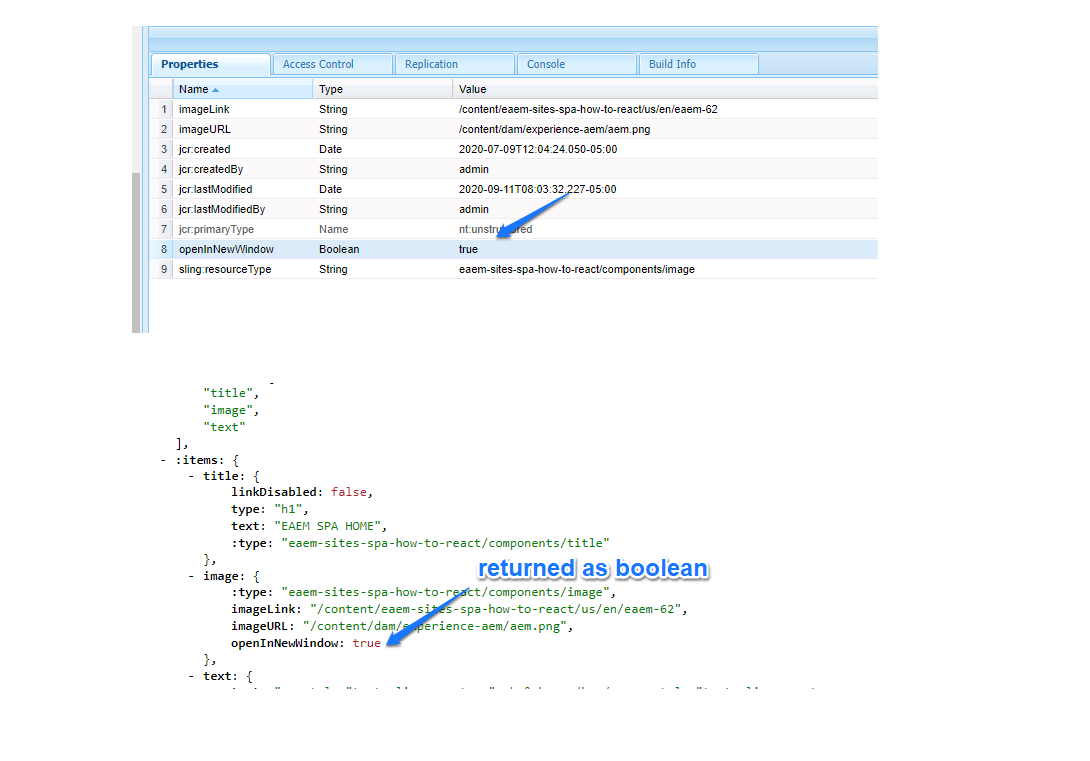 Properties Access Control Replication Console Build Info
Name Type Value
1 imageLink String /content/eaem-sites-spa-how-to-react/us/en/eaem-62
2 imageURL String /content/dam/experience-aem/aem.png
3 jcr:created Date 2020-07-09T12:04:24.050-05:00
4 jcr:createdBy String admin
5 jcr:lastModified Date 2020-09-11T08:03:32.227-05:00
6 jcr:lastModifiedBy String admin
7 jcr:primaryType Name nt:unstructured
8 openInNewWindow Boolean true
9 sling:resourceType String eaem-sites-spa-how-to-react/components/image
"title",
"image",
"text"
],
- :items: {
- title: {
linkDisabled: false,
type: "h1",
text: "EAEM SPA HOME",
:type: "eaem-sites-spa-how-to-react/components/title"
},
returned as boolean
- image: {
:type: "eaem-sites-spa-how-to-react/components/image",
imageLink: "/content/eaem-sites-spa-how-to-react/us/en/eaem-62",
imageURL: "/content/dam/experience-aem/aem.png",
openInNewWindow: true
},
- text: {